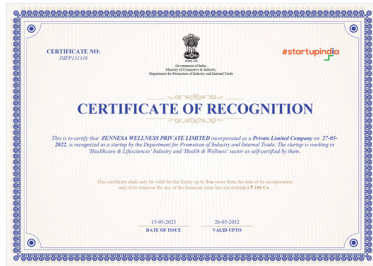 CERTIFICATE NO:
#startupindia
Government of India
Ministry of Commerce & Industry
Department for Promotion of Industry and Internal Trade
CERTIFICATE OF RECOGNITION
This is to certify that ZENNESA WELLNESS PRIVATE LIMITED incorporated as a Private Limited Company on 27-05-
2022, is recognized as a startup by the Department for Promotion of Industry and Internal Trade. The startup is working in
'Healthcare & Lifesciences' Industry and 'Health & Wellness' sector as self-certified by them.
This certificate shall only be valid for the Entity up to Ten years from the date of its incorporation
only if its turnover for any of the financial years has not exceeded ₹ 100 Cr.
15-05-2023 26-05-2032
DATE OF ISSUE VALID UPTO